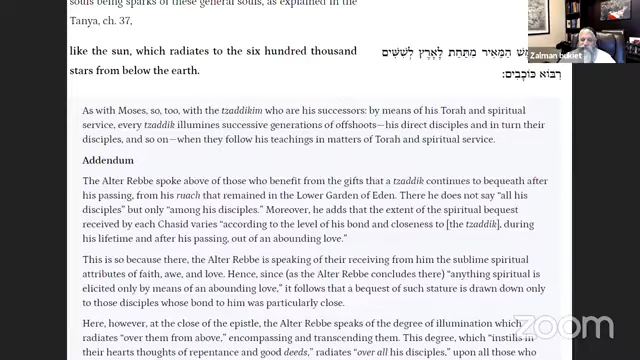 souls being sparks of these general souls, as explained in the
Tanya, ch. 37,
like the sun, which radiates to the six hundred thousand
stars from below the earth.
הַמֵּאִיר מִתַּחַת לָאָרֶץ לְשִׁשִּׁים
רִבּוֹא כּוֹכָבִים:
Zalman bukiet
As with Moses, so, too, with the tzaddikim who are his successors: by means of his Torah and spiritual
service, every tzaddik illumines successive generations of offshoots—his direct disciples and in turn their
disciples, and so on—when they follow his teachings in matters of Torah and spiritual service.
Addendum
The Alter Rebbe spoke above of those who benefit from the gifts that a tzaddik continues to bequeath after
his passing, from his ruach that remained in the Lower Garden of Eden. There he does not say “all his
disciples” but only “among his disciples.” Moreover, he adds that the extent of the spiritual bequest
received by each Chasid varies “according to the level of his bond and closeness to [the tzaddik], during
his lifetime and after his passing, out of an abounding love.”
This is so because there, the Alter Rebbe is speaking of their receiving from him the sublime spiritual
attributes of faith, awe, and love. Hence, since (as the Alter Rebbe concludes there) “anything spiritual is
elicited only by means of an abounding love,” it follows that a bequest of such stature is drawn down only
to those disciples whose bond to him was particularly close.
Here, however, at the close of the epistle, the Alter Rebbe speaks of the degree of illumination which
radiates “over them from above,” encompassing and transcending them. This degree, which “instills in
their hearts thoughts of repentance and good deeds,” radiates “over all his disciples,” upon all those who
zoom